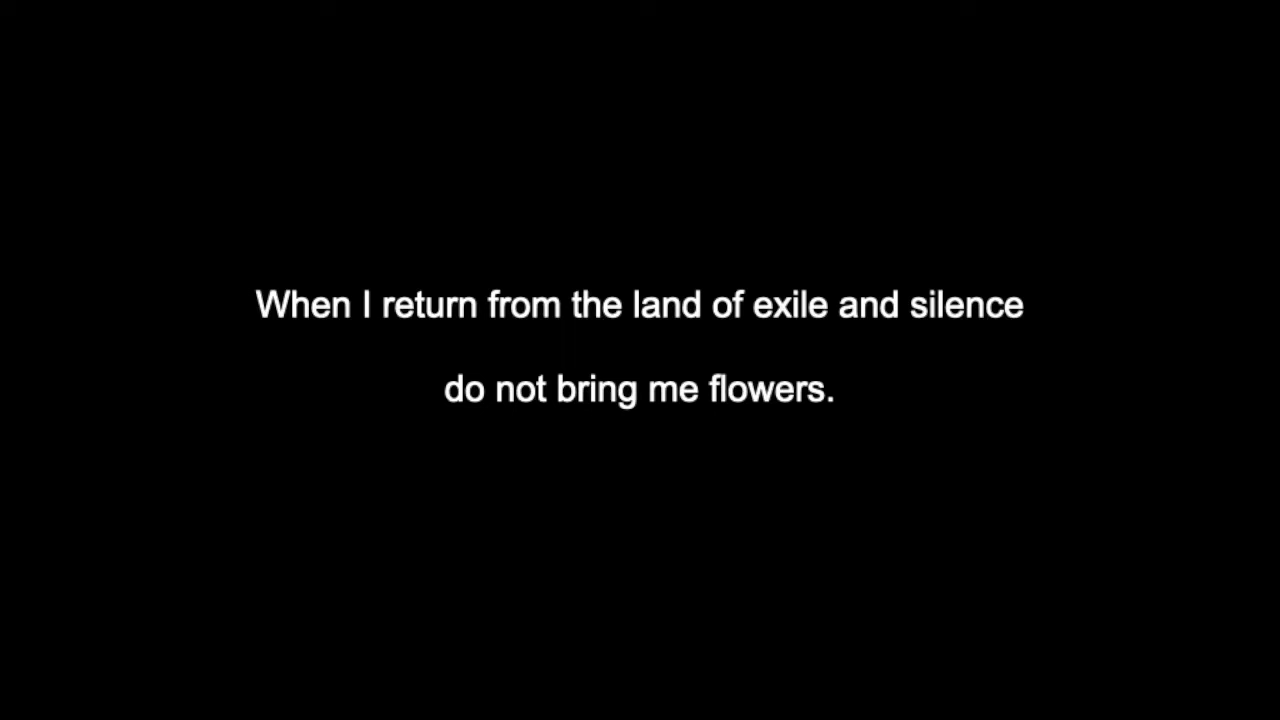 When I return from the land of exile and silence
do not bring me flowers.